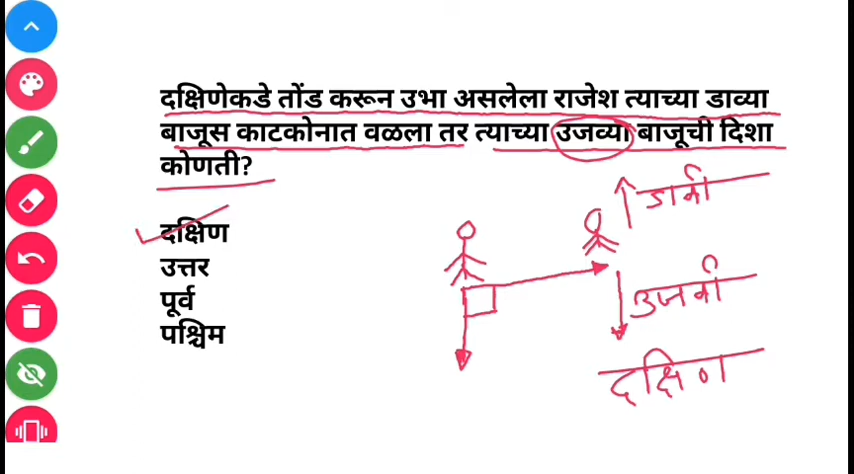 दक्षिणेकडे तोंड करून उभा असलेला राजेश त्याच्या डाव्या
बाजूस काटकोनात वळला तर त्याच्या उजव्या बाजूची दिशा
कोणती?
डावी
दक्षिण
उत्तर
पूर्व
पश्चिम
उजवी
दक्षिण